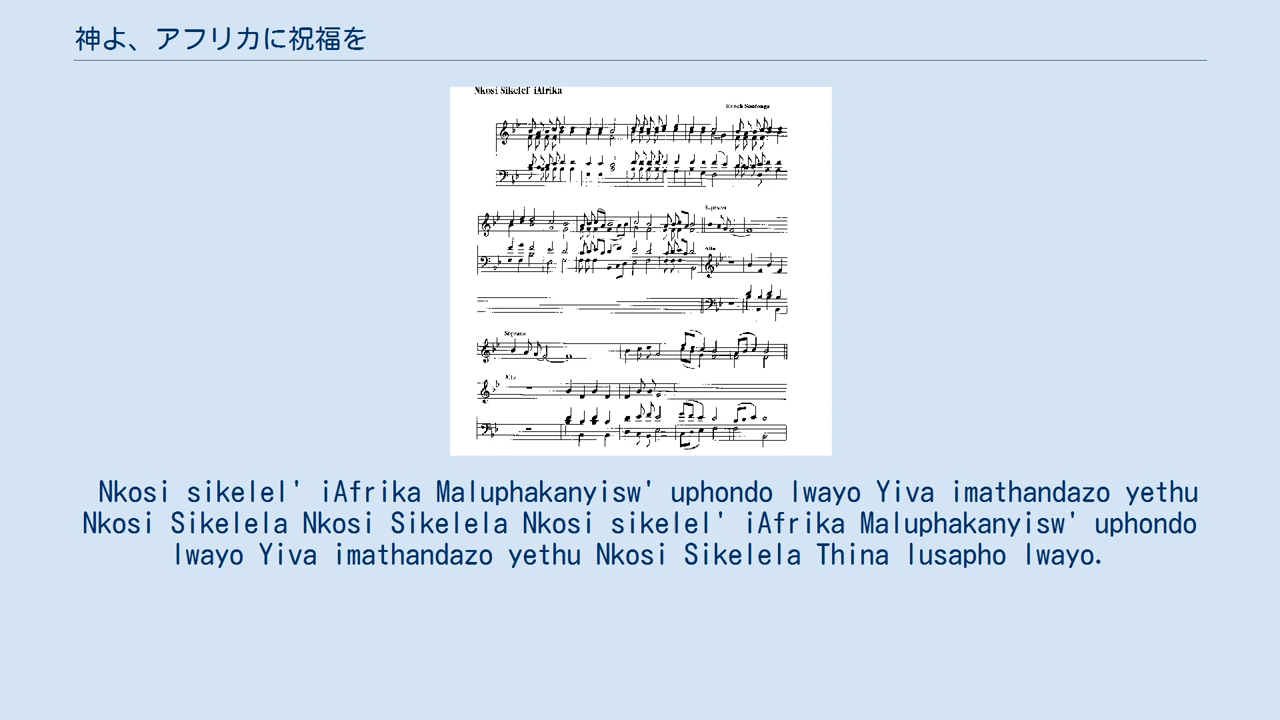 神よ、アフリカに祝福を
Nkosi Sikelel' iAfrika
Enoch Sontonga
Soprano
Alto
Soprano
Alto
Nkosi sikelel' iAfrika Maluphakanyisw' uphondo lwayo Yiva imathandazo yethu
Nkosi Sikelela Nkosi Sikelela Nkosi sikelel' iAfrika Maluphakanyisw' uphondo
lwayo Yiva imathandazo yethu Nkosi Sikelela Thina lusapho lwayo.